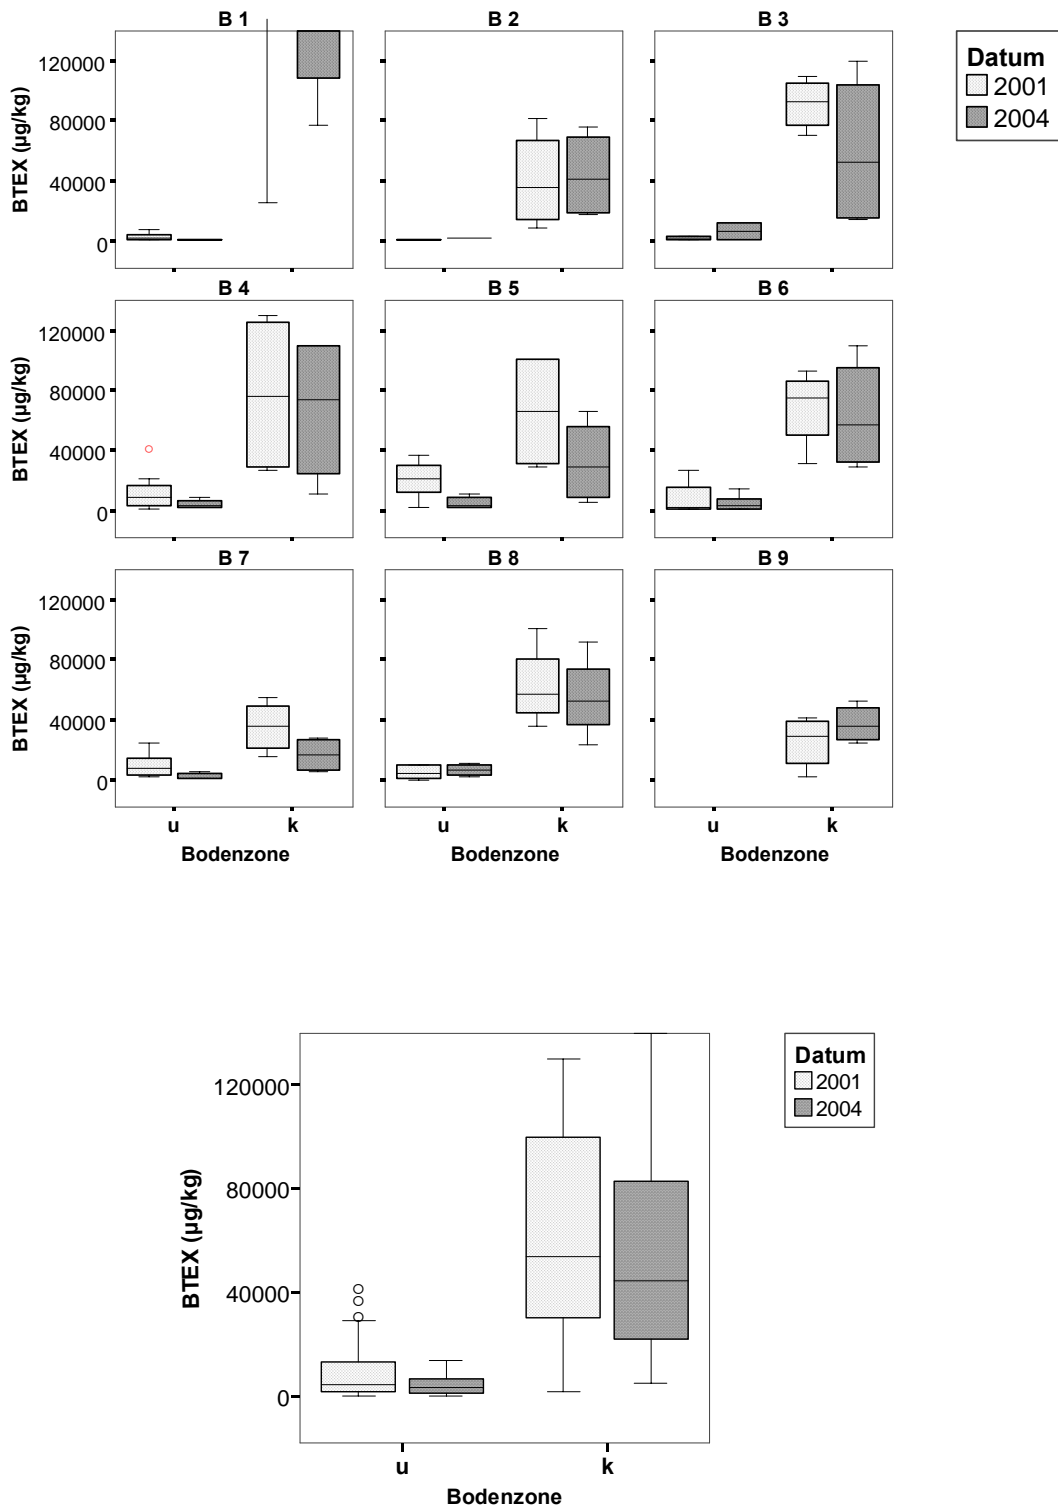 B 1
B 2
B 3
Datum
2001
2004
BTEX (µg/kg)
120000
80000
40000
0
B 4
B 5
B 6
BTEX (µg/kg)
120000
80000
40000
0
B 7
B 8
B 9
BTEX (µg/kg)
120000
80000
40000
0
u k u k u k
Bodenzone Bodenzone Bodenzone
Datum
2001
2004
BTEX (µg/kg)
120000
80000
40000
0
u k
Bodenzone